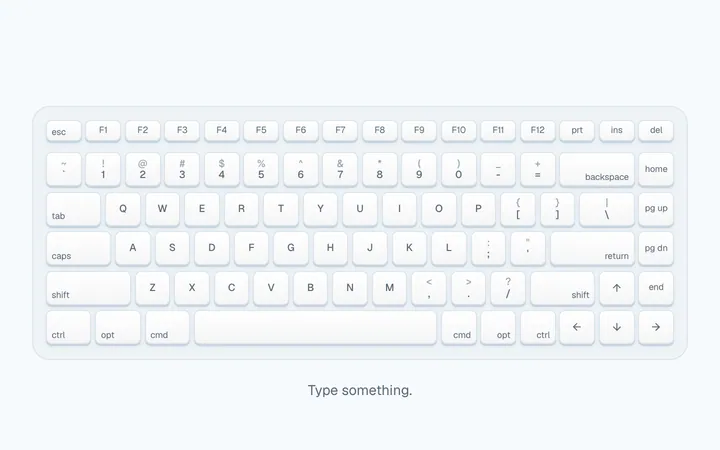 esc F1 F2 F3 F4 F5 F6 F7 F8 F9 F10 F11 F12 prt ins del
~ ! @ # $ % ^ & * ( ) _ +
` 1 2 3 4 5 6 7 8 9 0 - = backspace home
tab Q W E R T Y U I O P { [ } ] | \ pg up
caps A S D F G H J K L : ; " ' return pg dn
shift Z X C V B N M < , > . ? / shift ↑ end
ctrl opt cmd cmd opt ctrl ← ↓ →
Type something.